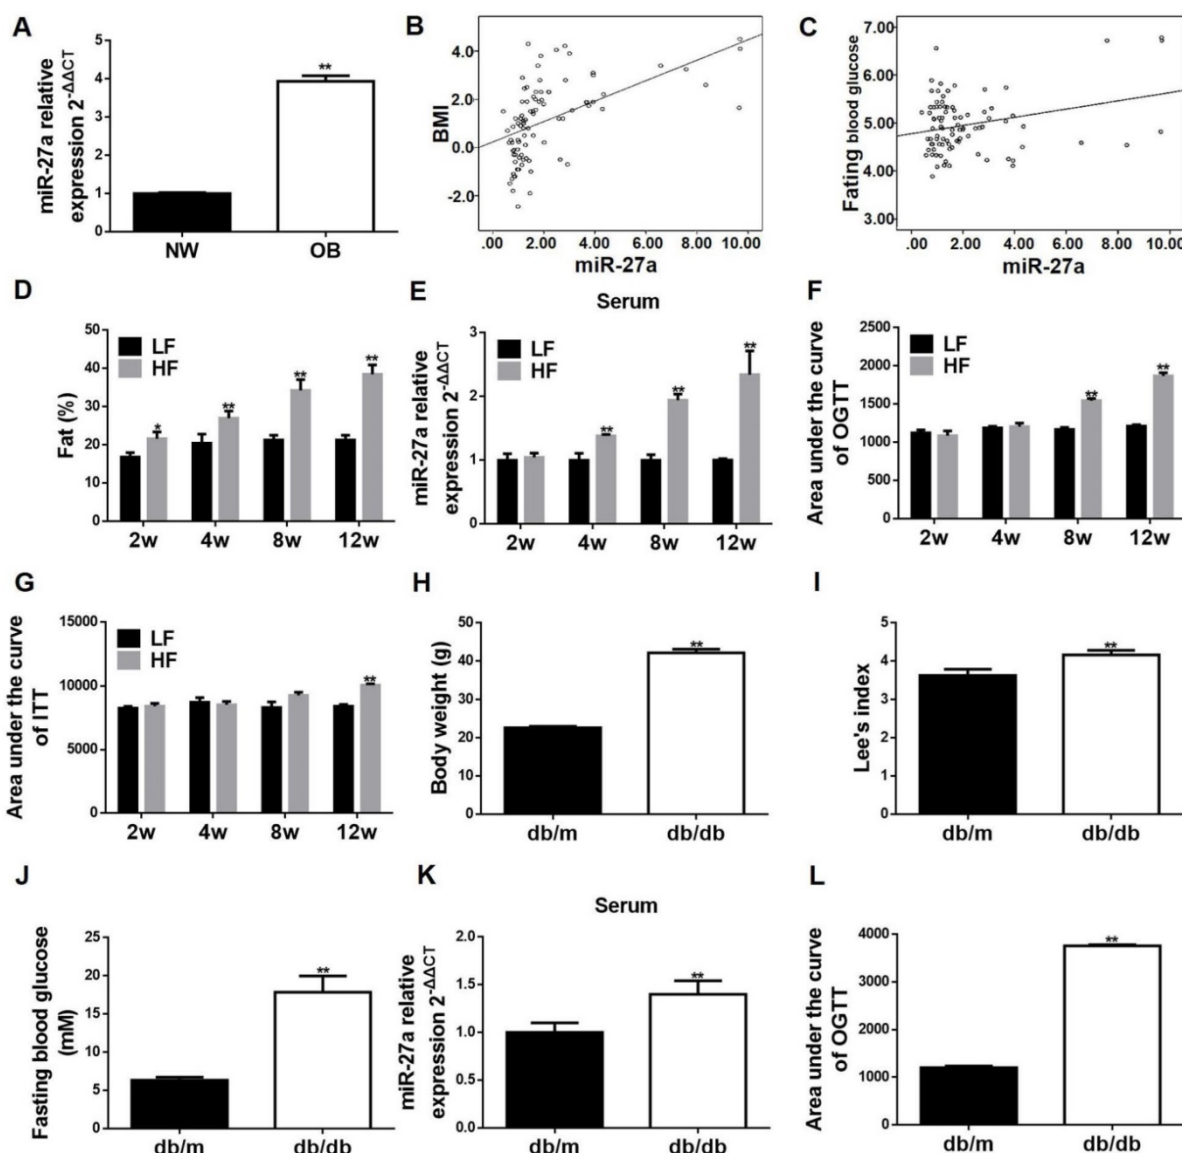 A
miR-27a relative
expression 2^-ΔΔCT
5
4
3
2
1
0
NW
OB
**
B
BMI
4.0
2.0
0.0
-2.0
.00
2.00
4.00
6.00
8.00
10.00
miR-27a
C
Fating blood glucose
7.00
6.00
5.00
4.00
3.00
.00
2.00
4.00
6.00
8.00
10.00
miR-27a
D
Fat (%)
50
40
30
20
10
0
LF
HF
*
**
**
**
2w
4w
8w
12w
E
Serum
miR-27a relative
expression 2^-ΔΔCT
3
2
1
0
LF
HF
**
**
**
2w
4w
8w
12w
F
Area under the curve
of OGTT
2500
2000
1500
1000
500
0
LF
HF
**
**
2w
4w
8w
12w
G
Area under the curve
of ITT
15000
10000
5000
0
LF
HF
**
2w
4w
8w
12w
H
Body weight (g)
50
40
30
20
10
0
**
db/m
db/db
I
Lee's index
5
4
3
2
1
0
**
db/m
db/db
J
Fasting blood glucose
(mM)
25
20
15
10
5
0
**
db/m
db/db
K
Serum
miR-27a relative
expression 2^-ΔΔCT
2.0
1.5
1.0
0.5
0.0
**
db/m
db/db
L
Area under the curve
of OGTT
4000
3000
2000
1000
0
**
db/m
db/db